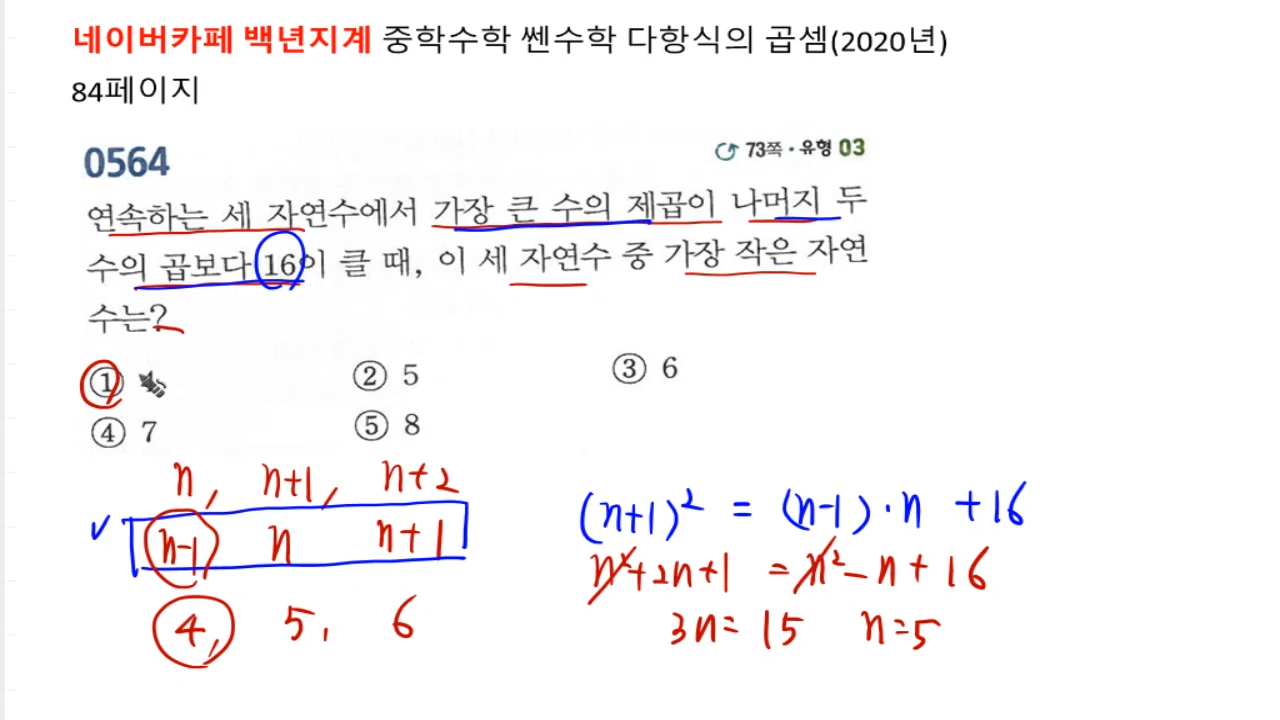 네이버카페 백년지계 중학수학 쎈수학 다항식의 곱셈(2020년)
84페이지
0564
73쪽·유형 03
연속하는 세 자연수에서 가장 큰 수의 제곱이 나머지 두
수의 곱보다 16이 클 때, 이 세 자연수 중 가장 작은 자연
수는?
①
② 5
③ 6
④ 7
⑤ 8
n, n+1, n+2
n-1, n n+1
4, 5, 6
(n+1)² = (n-1)·n +16
n²+2n+1 = n²-n+16
3n=15 n=5